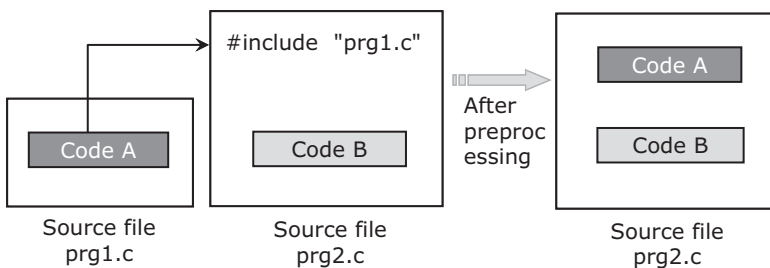 Code A
Source file
prg1.c
#include "prg1.c"
Code B
Source file
prg2.c
After
preproc
essing
Code A
Code B
Source file
prg2.c